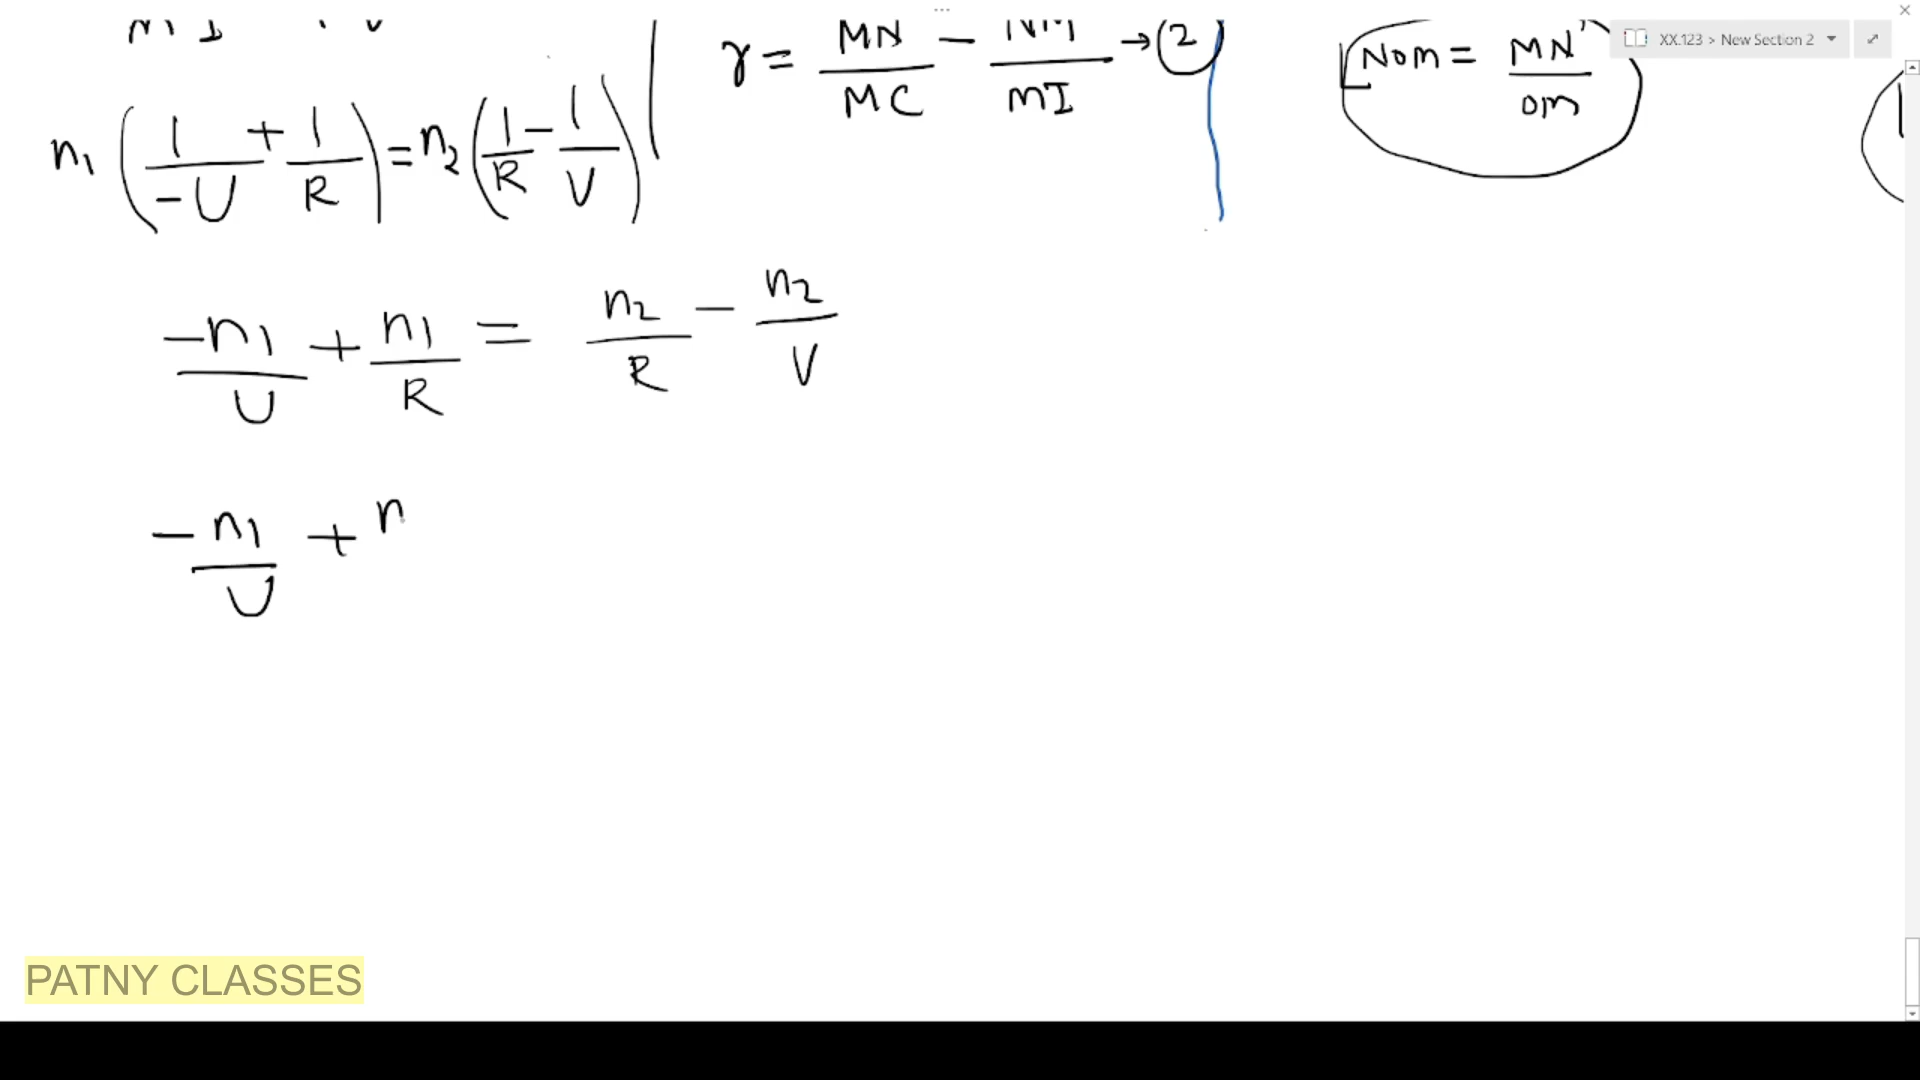 γ = MN/MC − NM/MI → 2
NOM = MN/OM
XX.123 > New Section 2
n1 (1/−U + 1/R) = n2 (1/R − 1/V)
−n1/U + n1/R = n2/R − n2/V
−n1/U + n
PATNY CLASSES